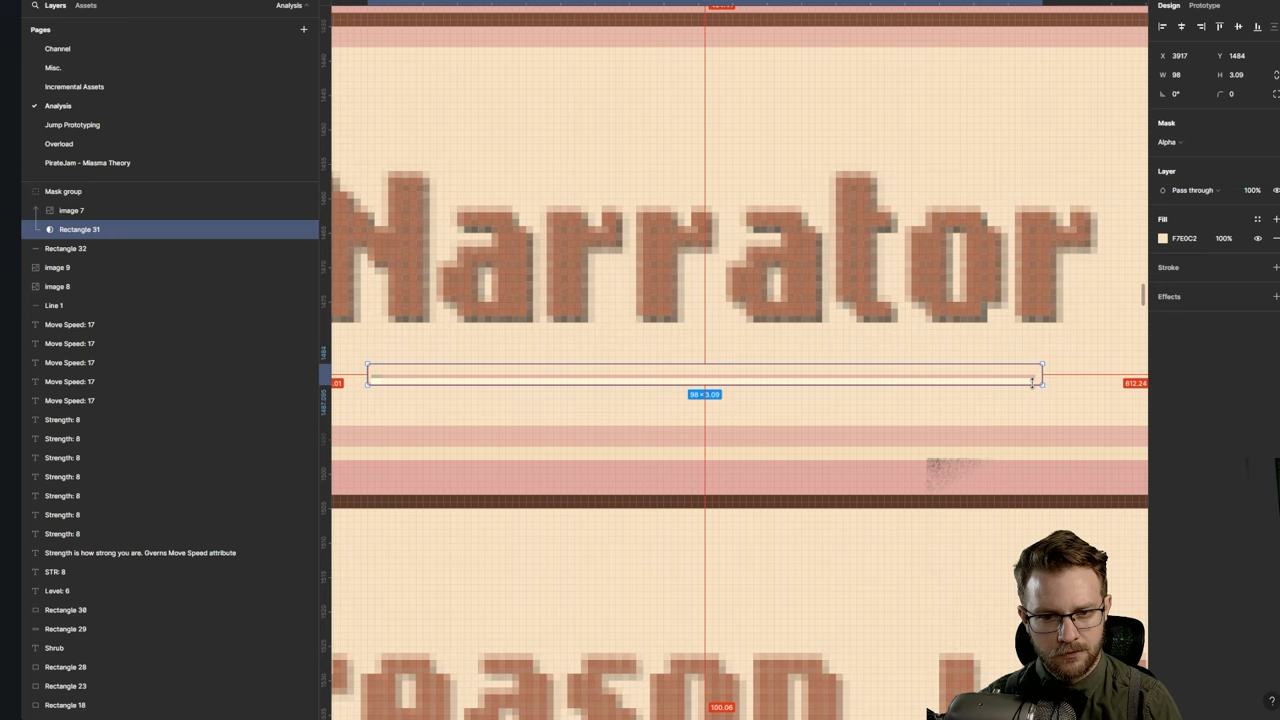 Layers Assets Analysis
Pages
Channel
Misc.
Incremental Assets
Analysis
Jump Prototyping
Overload
PirateJam - Miasma Theory
Mask group
image 7
Rectangle 31
Rectangle 32
image 9
image 8
Line 1
Move Speed: 17
Move Speed: 17
Move Speed: 17
Move Speed: 17
Move Speed: 17
Strength: 8
Strength: 8
Strength: 8
Strength: 8
Strength: 8
Strength: 8
Strength: 8
Strength is how strong you are. Gverns Move Speed attribute
STR: 8
Level: 6
Rectangle 30
Rectangle 29
Shrub
Rectangle 28
Rectangle 23
Rectangle 18
Narrator
1484
.01
612.24
98 × 3.09
100.06
Design Prototype
X 3917 Y 1484
W 98 H 3.09
0° 0
Mask
Alpha
Layer
Pass through 100%
Fill
F7E0C2 100%
Stroke
Effects
?